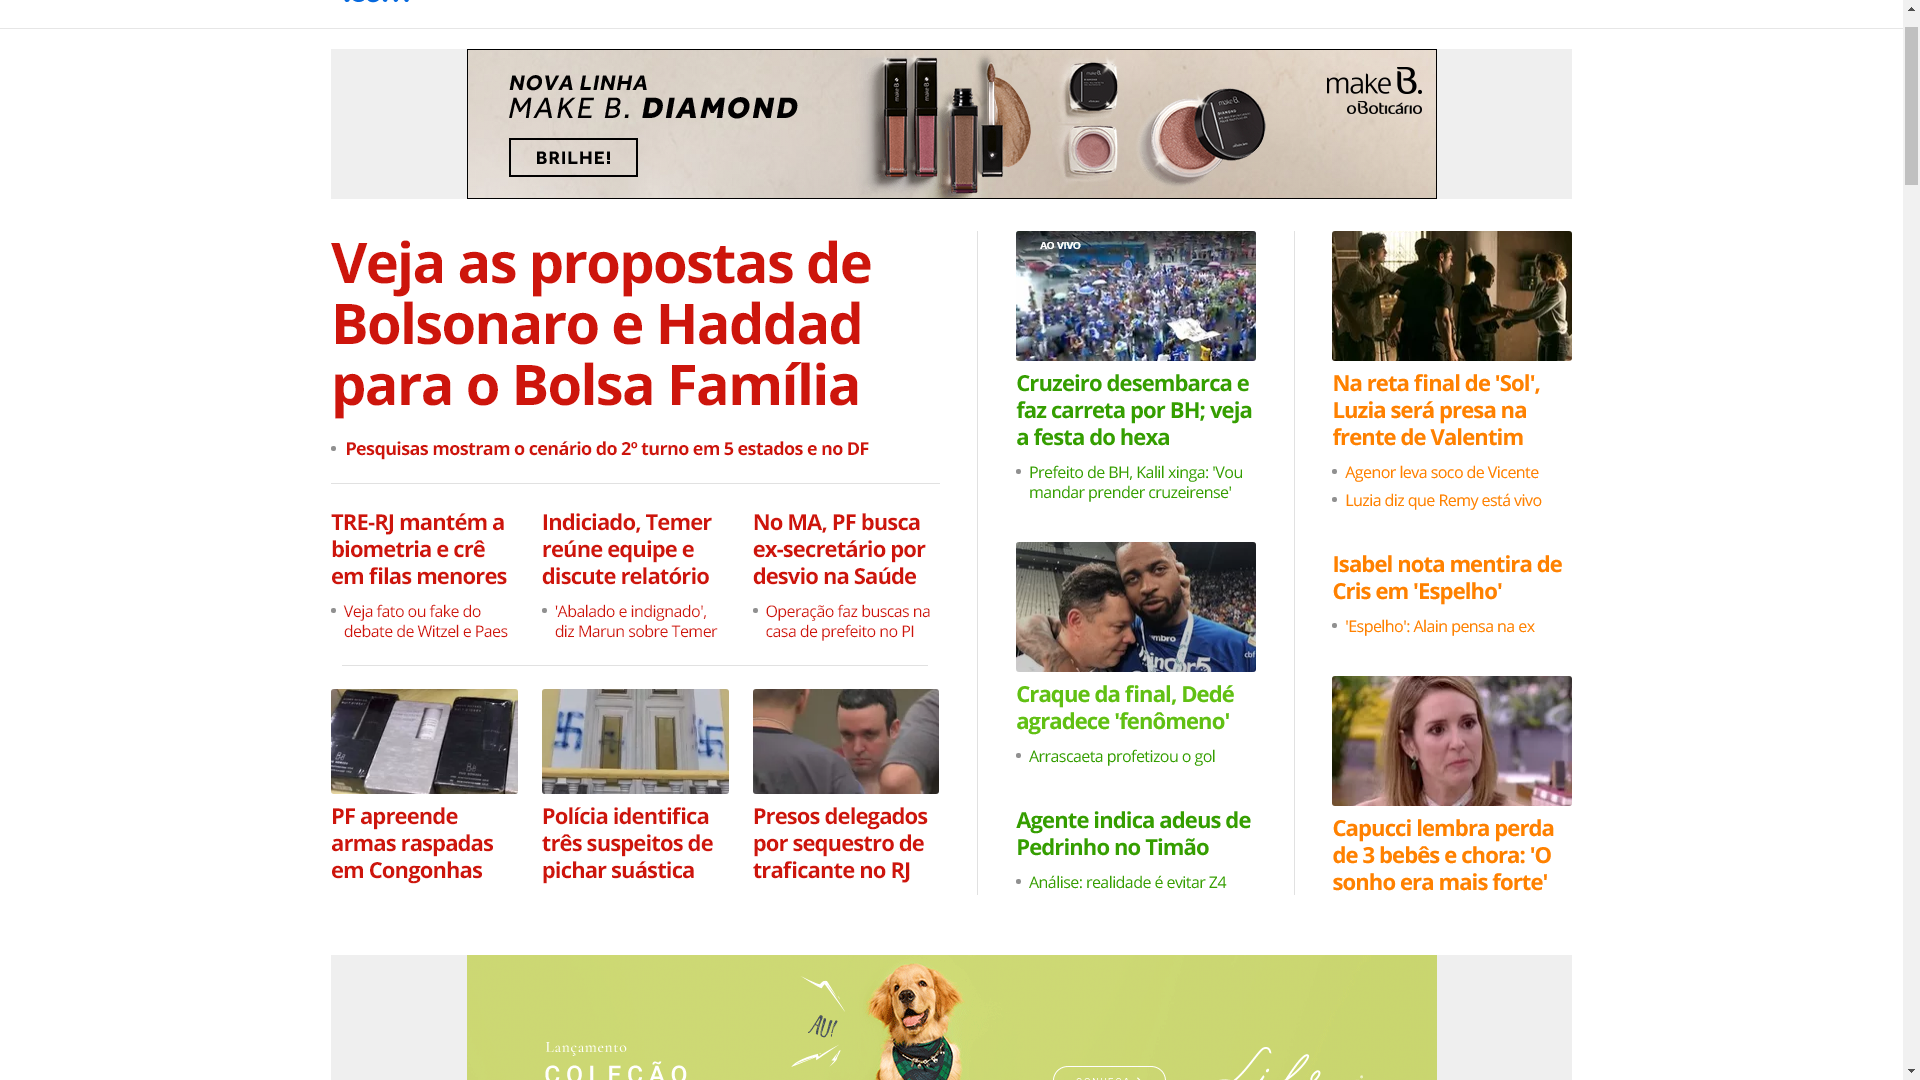 NOVA LINHA
MAKE B. DIAMOND
BRILHE!
make B.
oBoticário
Veja as propostas de
Bolsonaro e Haddad
para o Bolsa Família
Pesquisas mostram o cenário do 2º turno em 5 estados e no DF
TRE-RJ mantém a
biometria e crê
em filas menores
Veja fato ou fake do
debate de Witzel e Paes
Indiciado, Temer
reúne equipe e
discute relatório
'Abalado e indignado',
diz Marun sobre Temer
No MA, PF busca
ex-secretário por
desvio na Saúde
Operação faz buscas na
casa de prefeito no PI
PF apreende
armas raspadas
em Congonhas
Polícia identifica
três suspeitos de
pichar suástica
Presos delegados
por sequestro de
traficante no RJ
AO VIVO
Cruzeiro desembarca e
faz carreta por BH; veja
a festa do hexa
Prefeito de BH, Kalil xinga: 'Vou
mandar prender cruzeirense'
Craque da final, Dedé
agradece 'fenômeno'
Arrascaeta profetizou o gol
Agente indica adeus de
Pedrinho no Timão
Análise: realidade é evitar Z4
Na reta final de 'Sol',
Luzia será presa na
frente de Valentim
Agenor leva soco de Vicente
Luzia diz que Remy está vivo
Isabel nota mentira de
Cris em 'Espelho'
'Espelho': Alain pensa na ex
Capucci lembra perda
de 3 bebês e chora: 'O
sonho era mais forte'
AU!
Lançamento
COLEÇÃO